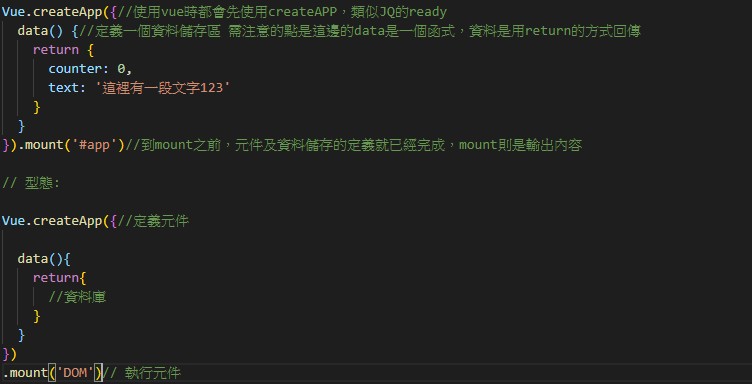 Vue.createApp({//使用vue時都會先使用createAPP，類似JQ的ready
  data() {//定義一個資料儲存區 需注意的點是這邊的data是一個函式，資料是用return的方式回傳
    return {
      counter: 0,
      text: '這裡有一段文字123'
    }
  }
}).mount('#app')//到mount之前，元件及資料儲存的定義就已經完成，mount則是輸出內容
// 型態:
Vue.createApp({//定義元件
  data(){
    return{
      //資料庫
    }
  }
})
.mount('DOM')// 執行元件